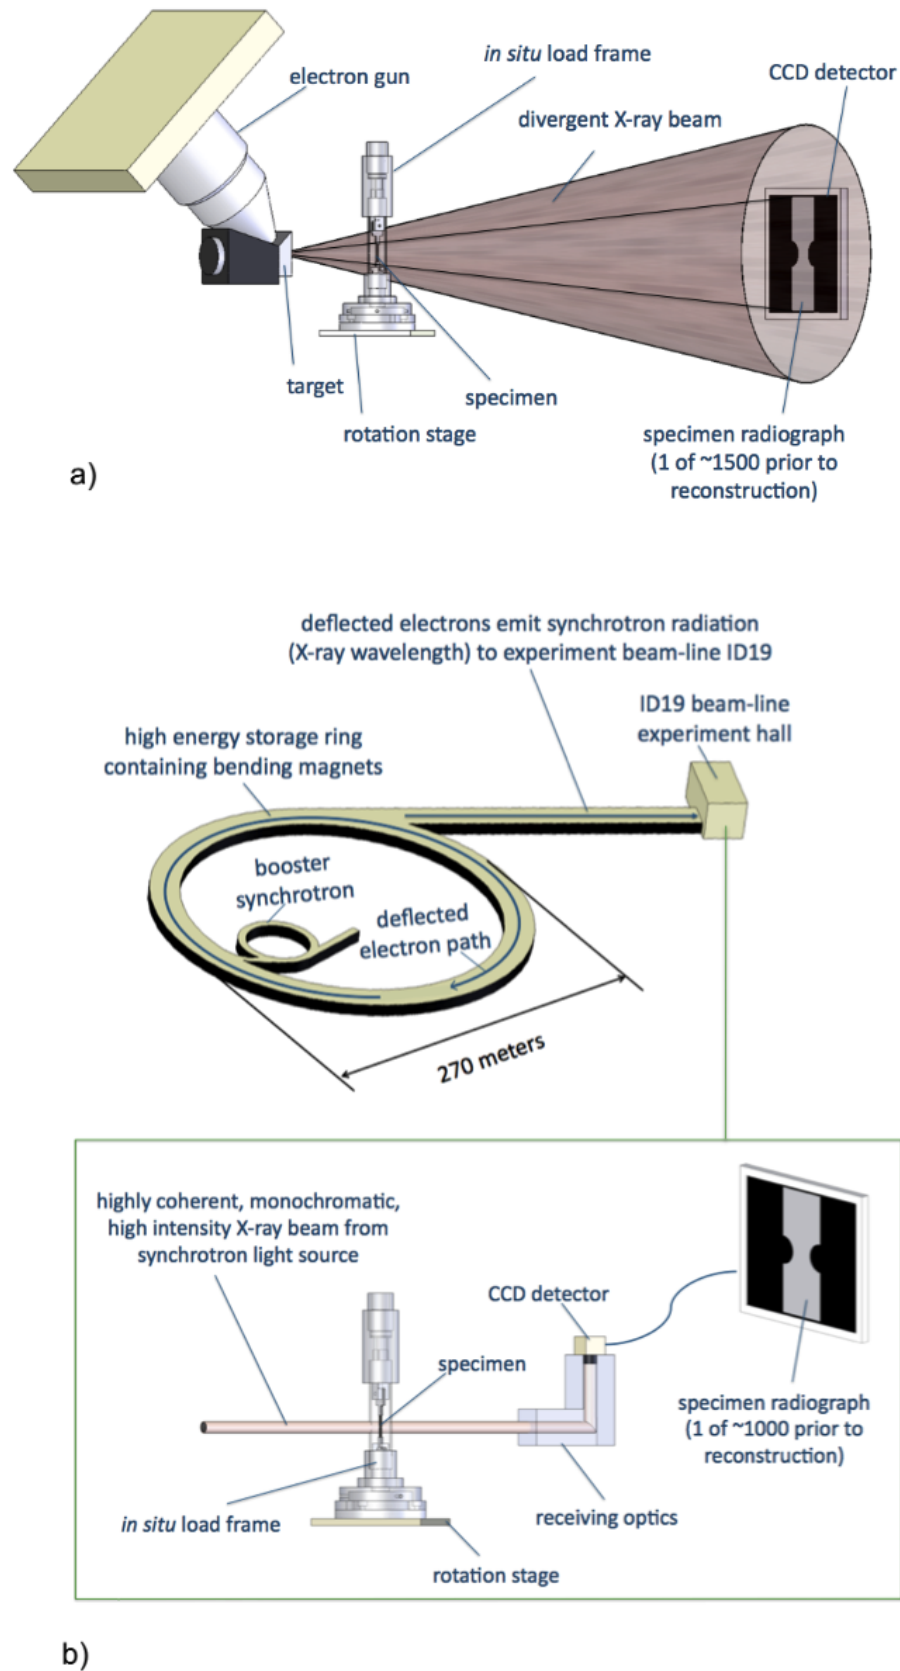 electron gun
in situ load frame
CCD detector
divergent X-ray beam
target
specimen
rotation stage
specimen radiograph
(1 of ~1500 prior to
reconstruction)
a)
deflected electrons emit synchrotron radiation
(X-ray wavelength) to experiment beam-line ID19
ID19 beam-line
experiment hall
high energy storage ring
containing bending magnets
booster
synchrotron
deflected
electron path
270 meters
highly coherent, monochromatic,
high intensity X-ray beam from
synchrotron light source
CCD detector
specimen
specimen radiograph
(1 of ~1000 prior to
reconstruction)
in situ load frame
receiving optics
rotation stage
b)